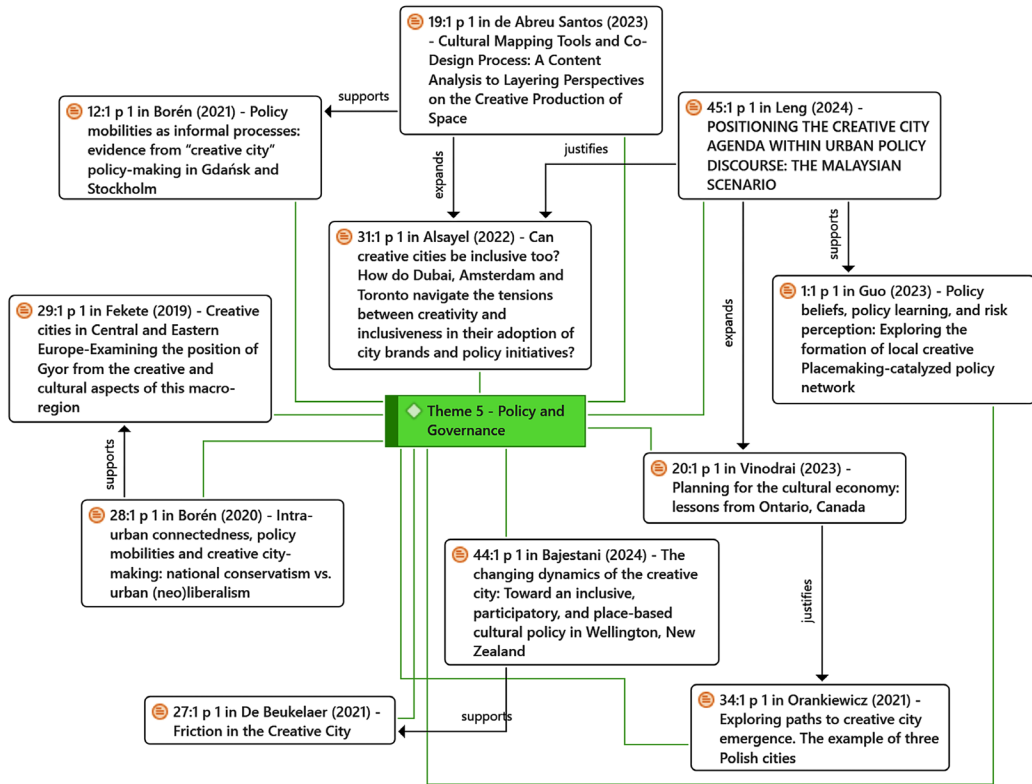 19:1 p 1 in de Abreu Santos (2023)
- Cultural Mapping Tools and Co-
Design Process: A Content
Analysis to Layering Perspectives
on the Creative Production of
Space
supports
12:1 p 1 in Borén (2021) - Policy
mobilities as informal processes:
evidence from “creative city“
policy-making in Gdańsk and
Stockholm
45:1 p 1 in Leng (2024) -
POSITIONING THE CREATIVE CITY
AGENDA WITHIN URBAN POLICY
DISCOURSE: THE MALAYSIAN
SCENARIO
justifies
expands
supports
31:1 p 1 in Alsayel (2022) - Can
creative cities be inclusive too?
How do Dubai, Amsterdam and
Toronto navigate the tensions
between creativity and
inclusiveness in their adoption of
city brands and policy initiatives?
expands
1:1 p 1 in Guo (2023) - Policy
beliefs, policy learning, and risk
perception: Exploring the
formation of local creative
Placemaking-catalyzed policy
network
29:1 p 1 in Fekete (2019) - Creative
cities in Central and Eastern
Europe-Examining the position of
Gyor from the creative and
cultural aspects of this macro-
region
Theme 5 - Policy and
Governance
supports
20:1 p 1 in Vinodrai (2023) -
Planning for the cultural economy:
lessons from Ontario, Canada
28:1 p 1 in Borén (2020) - Intra-
urban connectedness, policy
mobilities and creative city-
making: national conservatism vs.
urban (neo)liberalism
44:1 p 1 in Bajestani (2024) - The
changing dynamics of the creative
city: Toward an inclusive,
participatory, and place-based
cultural policy in Wellington, New
Zealand
justifies
27:1 p 1 in De Beukelaer (2021) -
Friction in the Creative City
supports
34:1 p 1 in Orankiewicz (2021) -
Exploring paths to creative city
emergence. The example of three
Polish cities